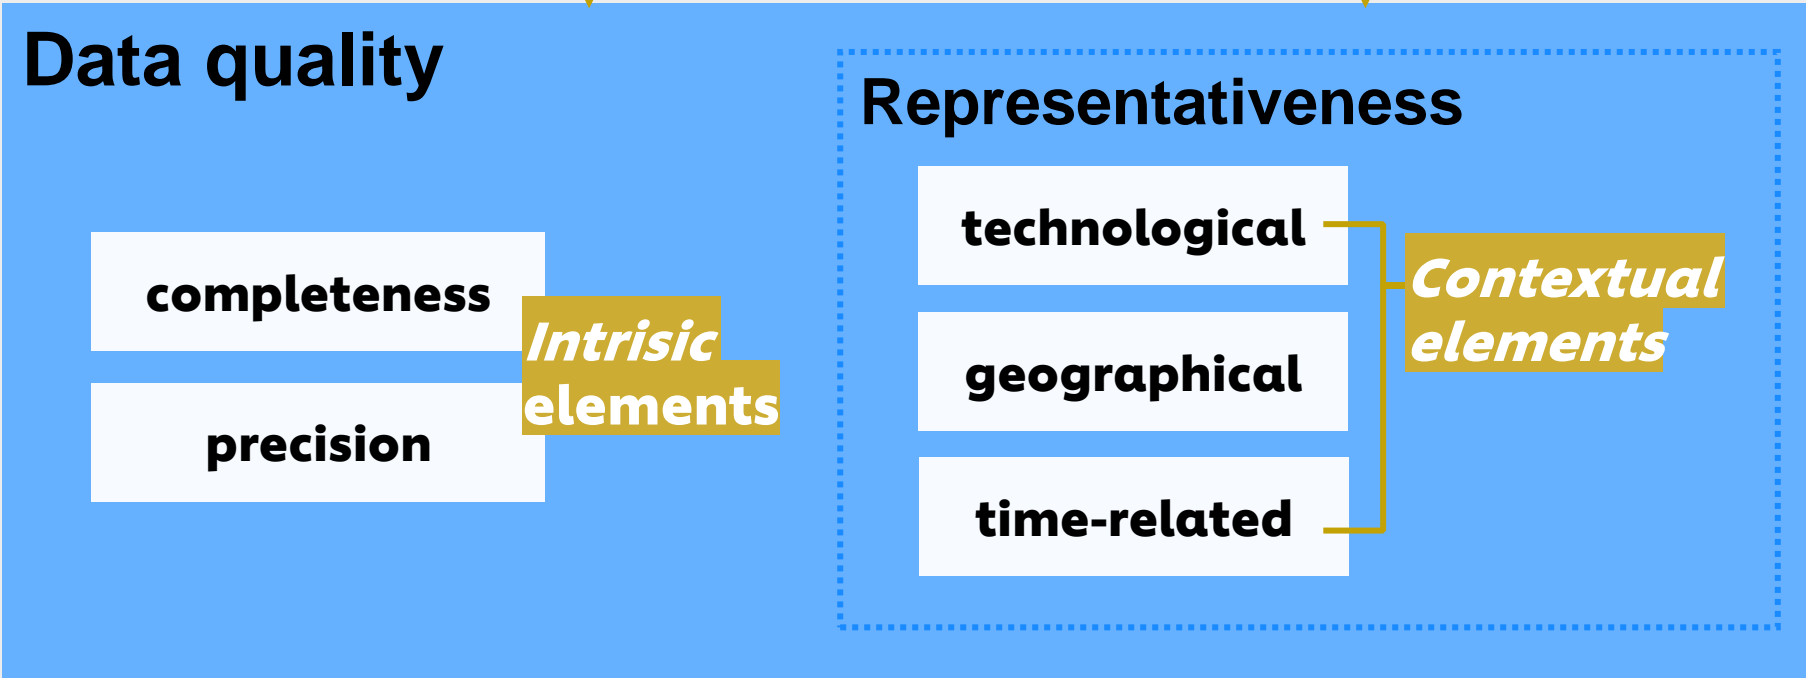 Data quality
completeness
precision
Intrisic
elements
Representativeness
technological
geographical
time-related
Contextual
elements